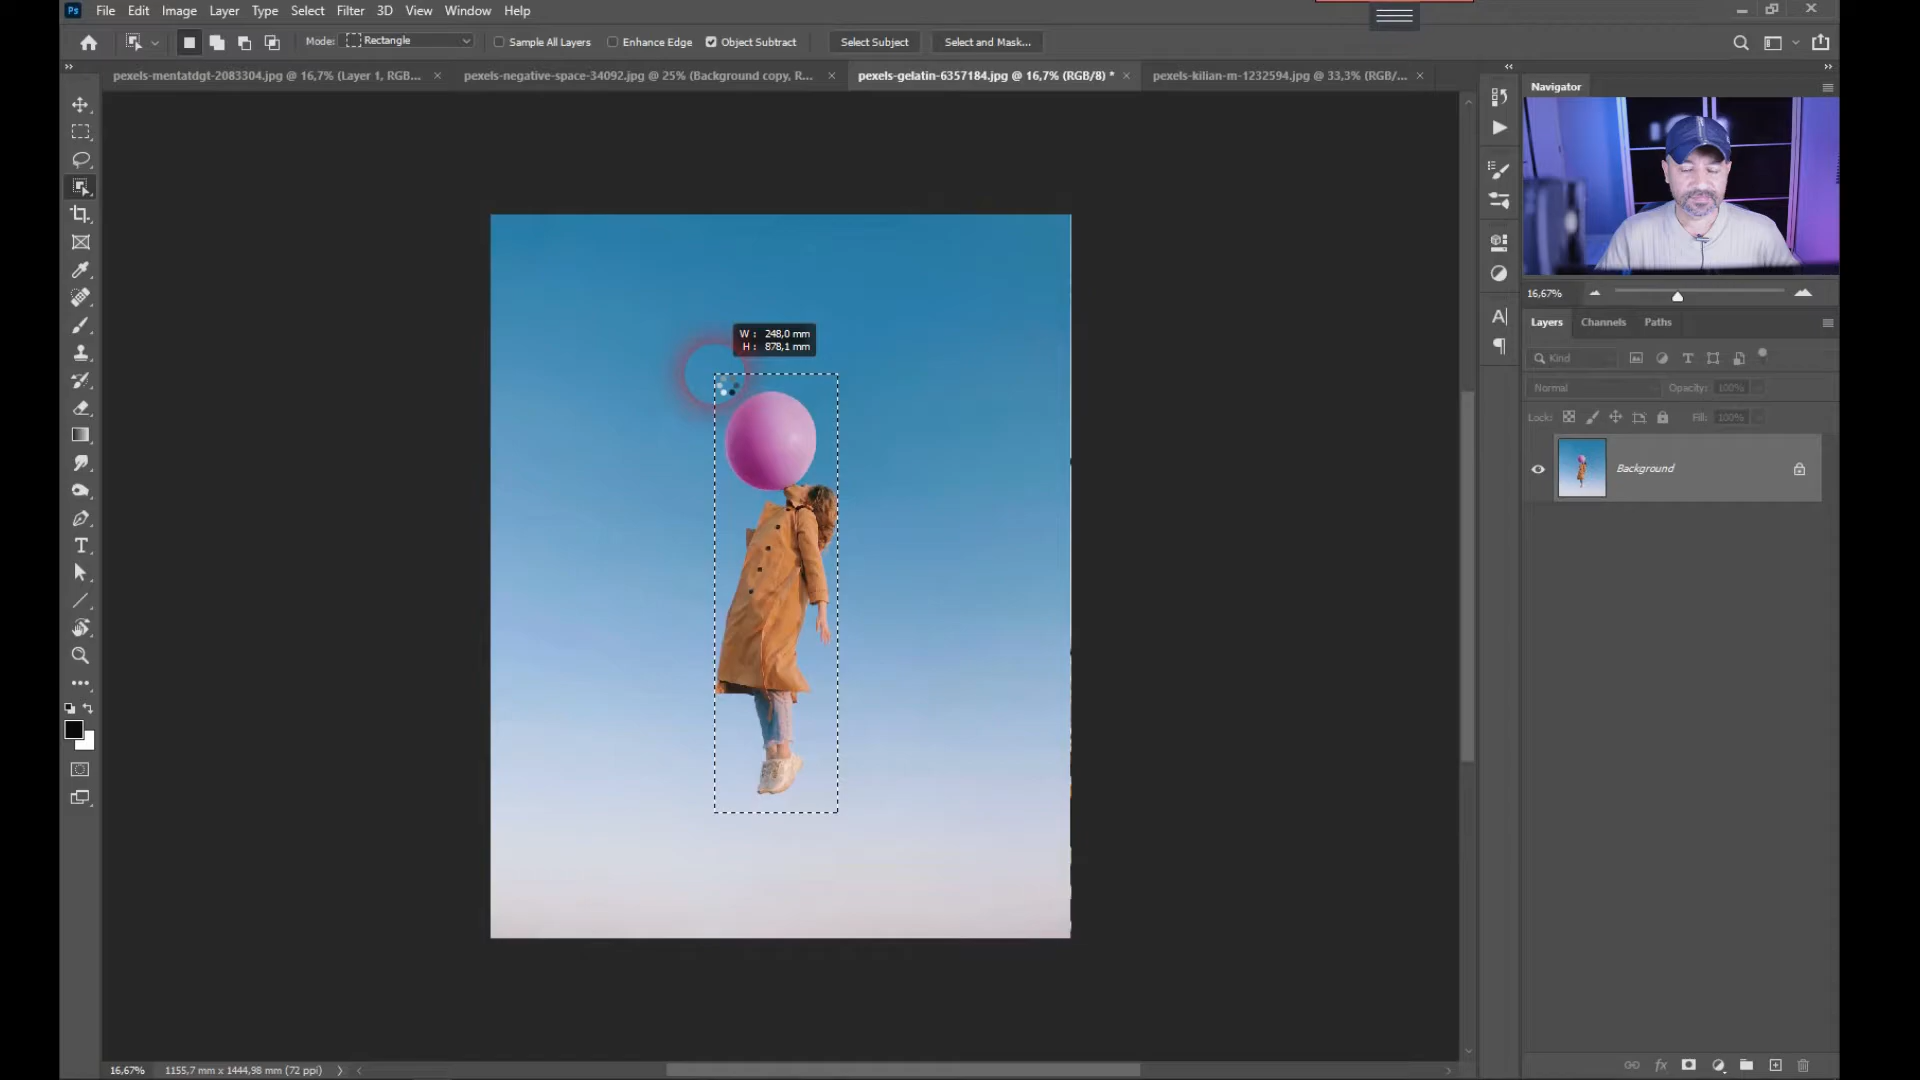 Ps File Edit Image Layer Type Select Filter 3D View Window Help
Mode: Rectangle Sample All Layers Enhance Edge Object Subtract Select Subject Select and Mask...
pexels-mentatdgt-2083304.jpg @ 16,7% (Layer 1, RGB... × pexels-negative-space-34092.jpg @ 25% (Background copy, R... × pexels-gelatin-6357184.jpg @ 16,7% (RGB/8) * × pexels-kilian-m-1232594.jpg @ 33,3% (RGB/... ×
Navigator
16,67%
Layers Channels Paths
Kind
Normal Opacity: 100%
Lock: Fill: 100%
Background
W : 248,0 mm
H : 878,1 mm
16,67% 1155,7 mm x 1444,98 mm (72 ppi)